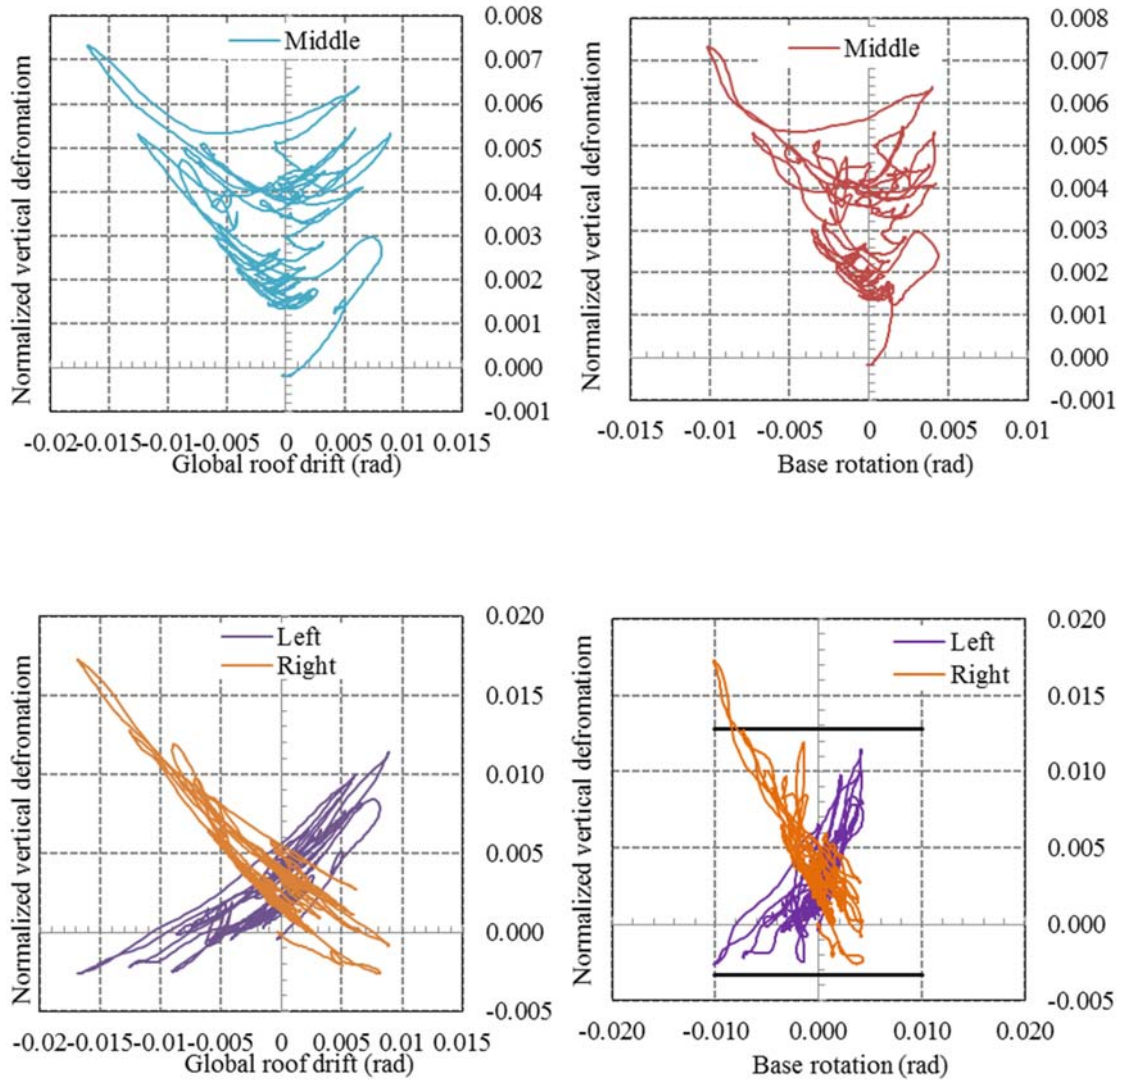 0.008
Middle
0.007
0.006
0.005
0.004
0.003
0.002
0.001
0.000
-0.001
Normalized vertical defromatiom
-0.02 -0.015 -0.01 -0.005 0 0.005 0.01 0.015
Global roof drift (rad)
0.008
Middle
0.007
0.006
0.005
0.004
0.003
0.002
0.001
0.000
-0.001
Normalized vertical defromatiom
-0.015 -0.01 -0.005 0 0.005 0.01
Base rotation (rad)
0.020
Left
Right
0.015
0.010
0.005
0.000
-0.005
Normalized vertical defromatiom
-0.02 -0.015 -0.01 -0.005 0 0.005 0.01 0.015
Global roof drift (rad)
0.020
Left
Right
0.015
0.010
0.005
0.000
-0.005
Normalized vertical defromatiom
-0.020 -0.010 0.000 0.010 0.020
Base rotation (rad)